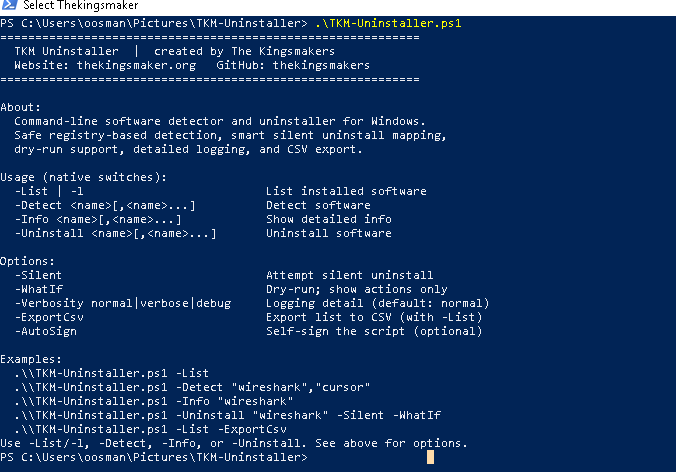 Select Thekingsmaker
PS C:\Users\oosman\Pictures\TKM-Uninstaller> .\TKM-Uninstaller.ps1
============================================================
  TKM Uninstaller  |  created by The Kingsmakers
  Website: thekingsmaker.org   GitHub: thekingsmakers
============================================================
About:
  Command-line software detector and uninstaller for Windows.
  Safe registry-based detection, smart silent uninstall mapping,
  dry-run support, detailed logging, and CSV export.
Usage (native switches):
  -List | -l                          List installed software
  -Detect <name>[,<name>...]          Detect software
  -Info <name>[,<name>...]            Show detailed info
  -Uninstall <name>[,<name>...]       Uninstall software
Options:
  -Silent                             Attempt silent uninstall
  -WhatIf                             Dry-run; show actions only
  -Verbosity normal|verbose|debug     Logging detail (default: normal)
  -ExportCsv                          Export list to CSV (with -List)
  -AutoSign                           Self-sign the script (optional)
Examples:
  .\\TKM-Uninstaller.ps1 -List
  .\\TKM-Uninstaller.ps1 -Detect "wireshark","cursor"
  .\\TKM-Uninstaller.ps1 -Info "wireshark"
  .\\TKM-Uninstaller.ps1 -Uninstall "wireshark" -Silent -WhatIf
  .\\TKM-Uninstaller.ps1 -List -ExportCsv
Use -List/-l, -Detect, -Info, or -Uninstall. See above for options.
PS C:\Users\oosman\Pictures\TKM-Uninstaller>